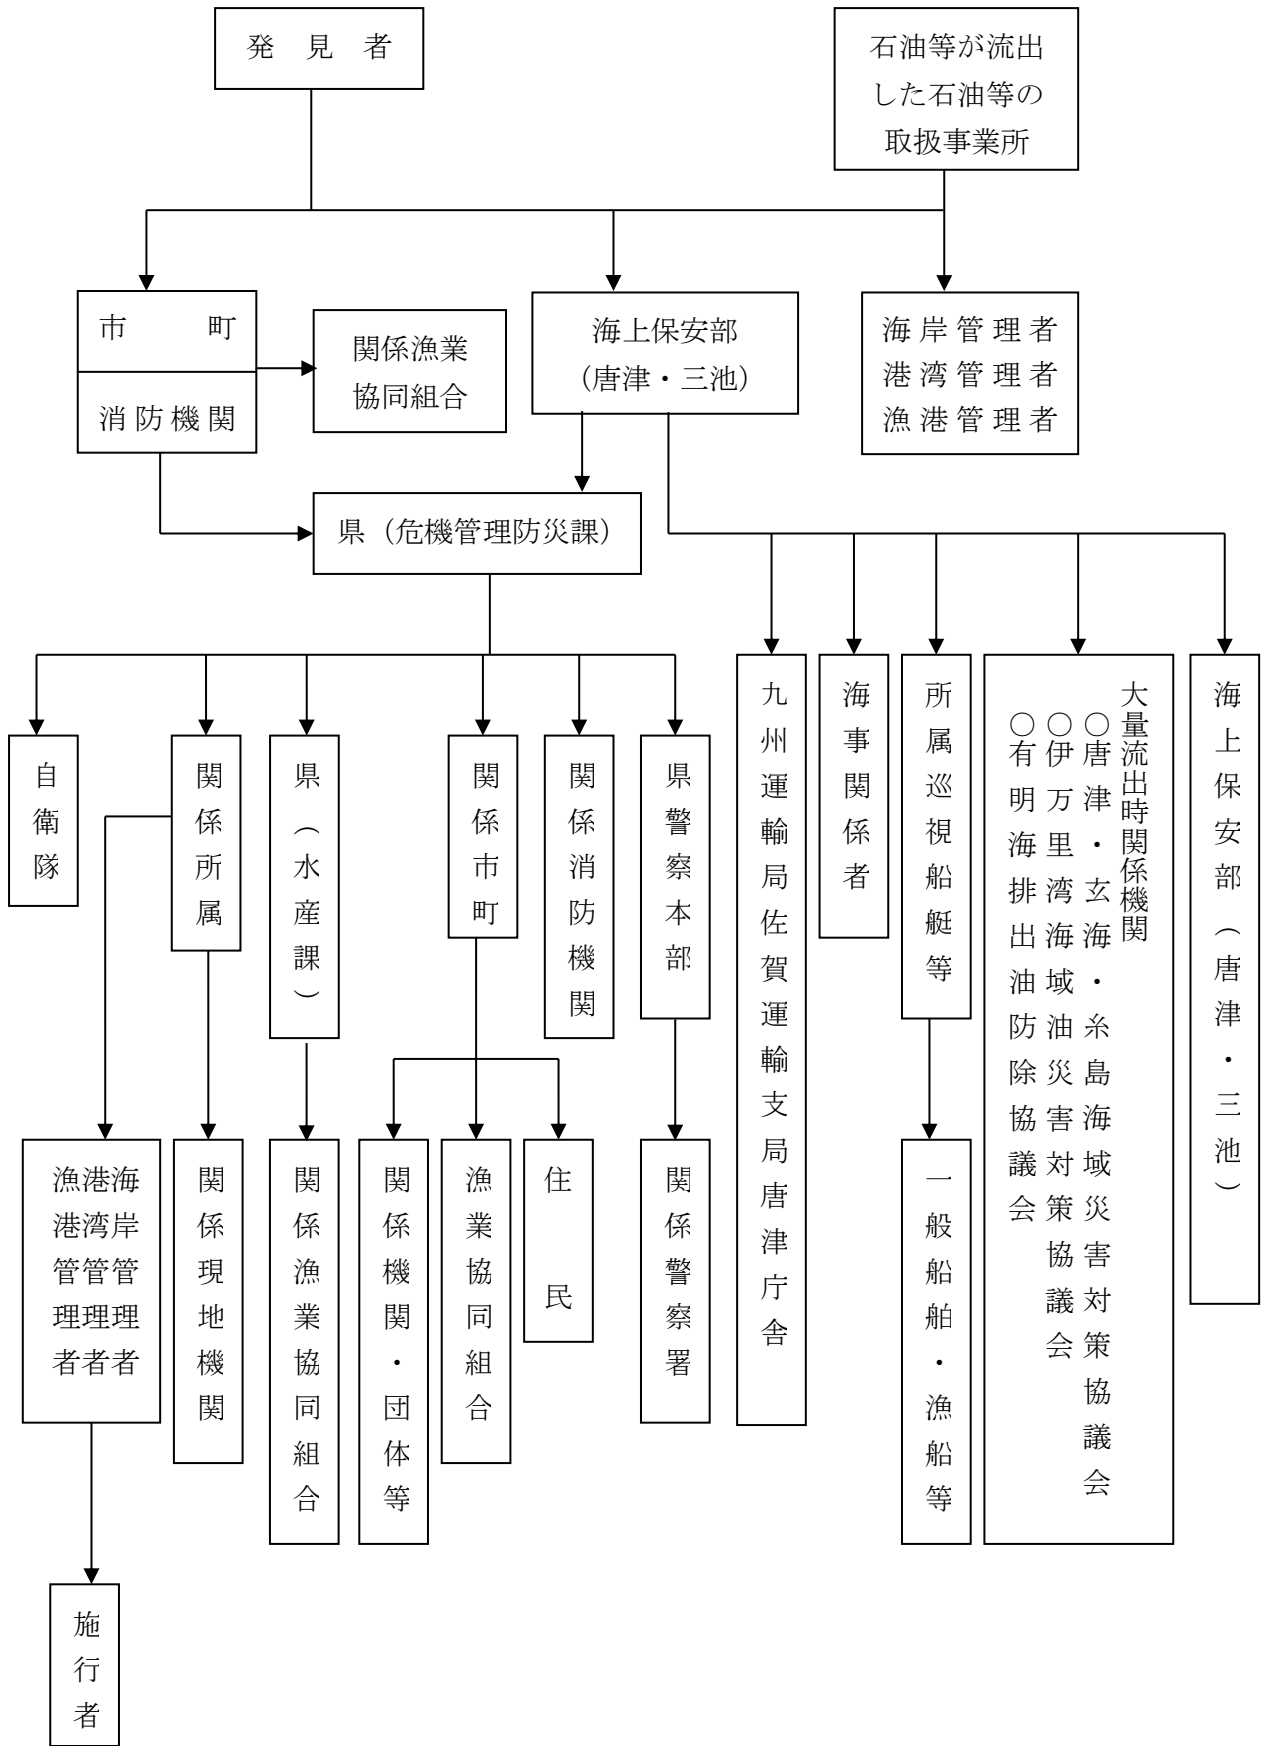 発見者
石油等が流出
した石油等の
取扱事業所
市町
消防機関
関係漁業
協同組合
海上保安部
（唐津・三池）
海岸管理者
港湾管理者
漁港管理者
県（危機管理防災課）
自衛隊
関係所属
県（水産課）
関係市町
関係消防機関
県警察本部
九州運輸局佐賀運輸支局唐津庁舎
海事関係者
所属巡視船艇等
大量流出時関係機関
○唐津・玄海・糸島海域災害対策協議会
○伊万里湾海域油災害対策協議会
○有明海排出油防除協議会
海上保安部（唐津・三池）
海岸管理者
港湾管理者
漁港管理者
関係現地機関
関係漁業協同組合
関係機関・団体等
漁業協同組合
住民
関係警察署
一般船舶・漁船等
施行者